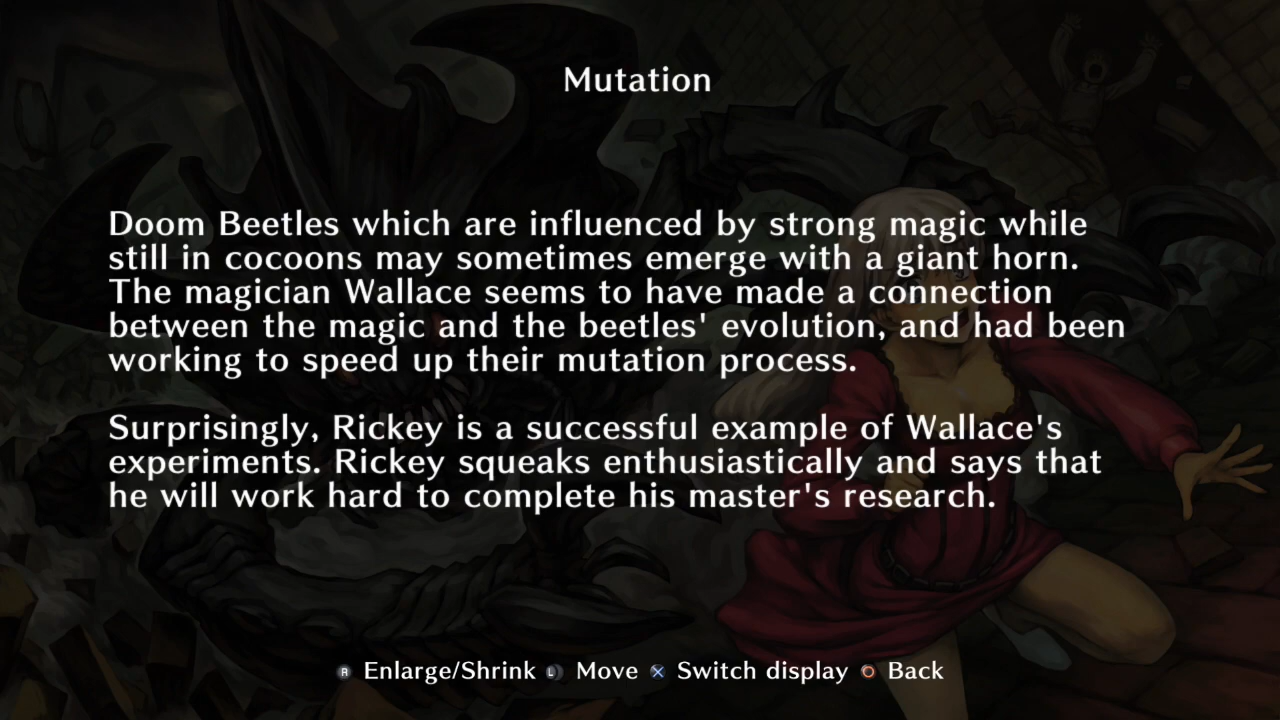 Mutation
Doom Beetles which are influenced by strong magic while
still in cocoons may sometimes emerge with a giant horn.
The magician Wallace seems to have made a connection
between the magic and the beetles' evolution, and had been
working to speed up their mutation process.
Surprisingly, Rickey is a successful example of Wallace's
experiments. Rickey squeaks enthusiastically and says that
he will work hard to complete his master's research.
R Enlarge/Shrink L Move Switch display Back